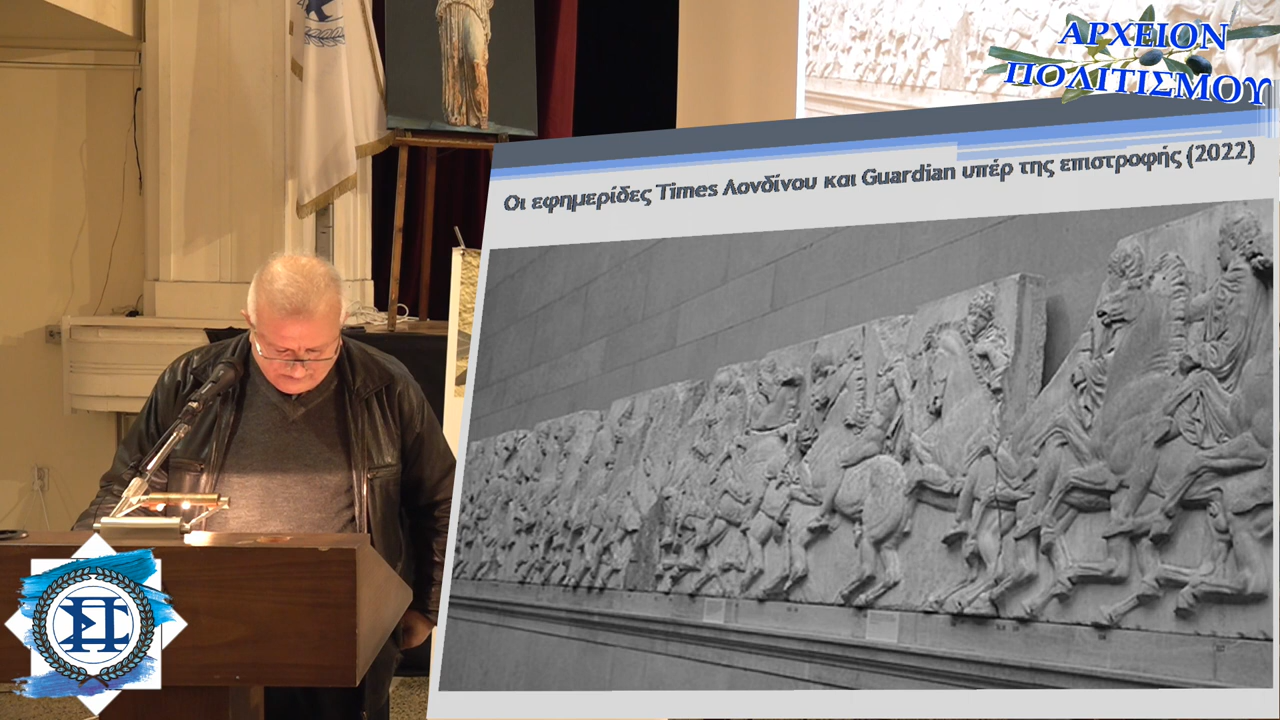 ΑΡΧΕΙΟΝ
ΠΟΛΙΤΙΣΜΟΥ
Οι εφημερίδες Times Λονδίνου και Guardian υπέρ της επιστροφής (2022)